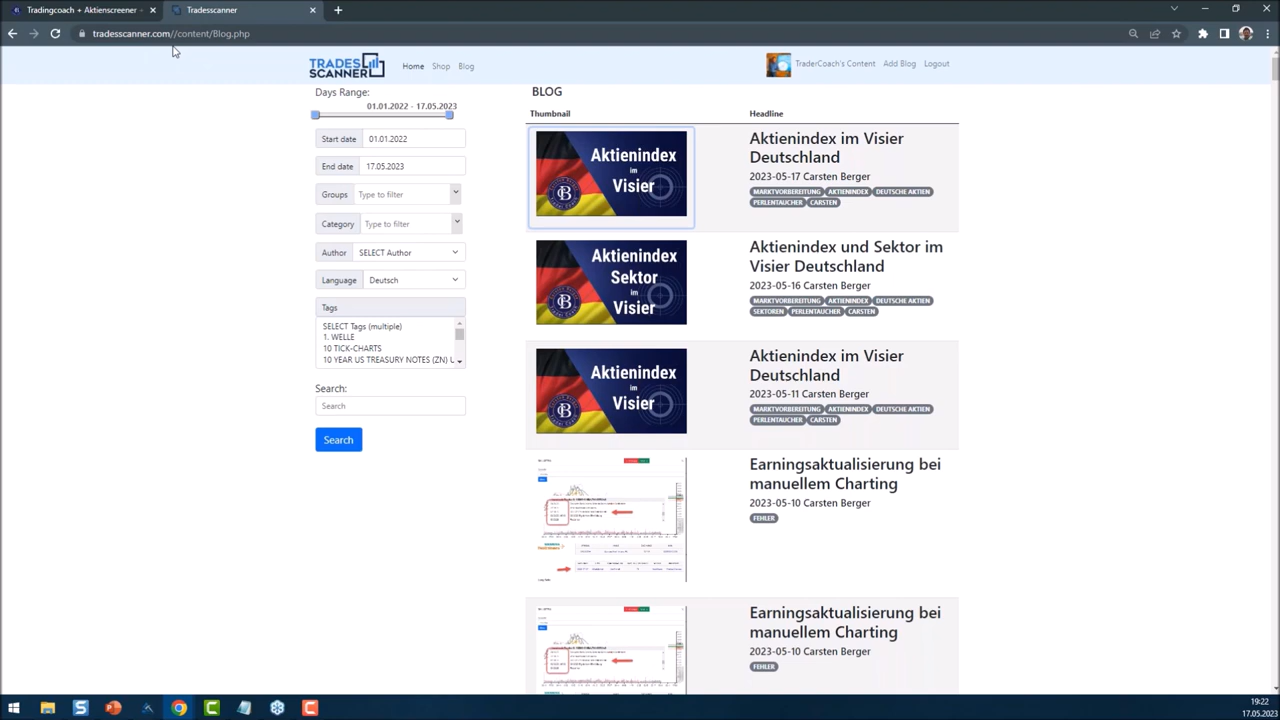 Tradingcoach + Aktienscreener
Tradesscanner
tradesscanner.com//content/Blog.php
TRADES SCANNER
Home
Shop
Blog
TraderCoach's Content
Add Blog
Logout
Days Range:
01.01.2022 - 17.05.2023
Start date
01.01.2022
End date
17.05.2023
Groups
Type to filter
Category
Type to filter
Author
SELECT Author
Language
Deutsch
Tags
SELECT Tags (multiple)
1. WELLE
10 TICK-CHARTS
10 YEAR US TREASURY NOTES (ZN) U
Search:
Search
Search
BLOG
Thumbnail
Headline
Aktienindex
im
Visier
Aktienindex im Visier
Deutschland
2023-05-17 Carsten Berger
MARKTVORBEREITUNG AKTIENINDEX DEUTSCHE AKTIEN
PERLENTAUCHER CARSTEN
Aktienindex
Sektor
im
Visier
Aktienindex und Sektor im
Visier Deutschland
2023-05-16 Carsten Berger
MARKTVORBEREITUNG AKTIENINDEX DEUTSCHE AKTIEN
SEKTOREN PERLENTAUCHER CARSTEN
Aktienindex
im
Visier
Aktienindex im Visier
Deutschland
2023-05-11 Carsten Berger
MARKTVORBEREITUNG AKTIENINDEX DEUTSCHE AKTIEN
PERLENTAUCHER CARSTEN
Earningsaktualisierung bei
manuellem Charting
2023-05-10 Carsten Berger
FEHLER
Earningsaktualisierung bei
manuellem Charting
2023-05-10 Carsten Berger
FEHLER
19:22
17.05.2023